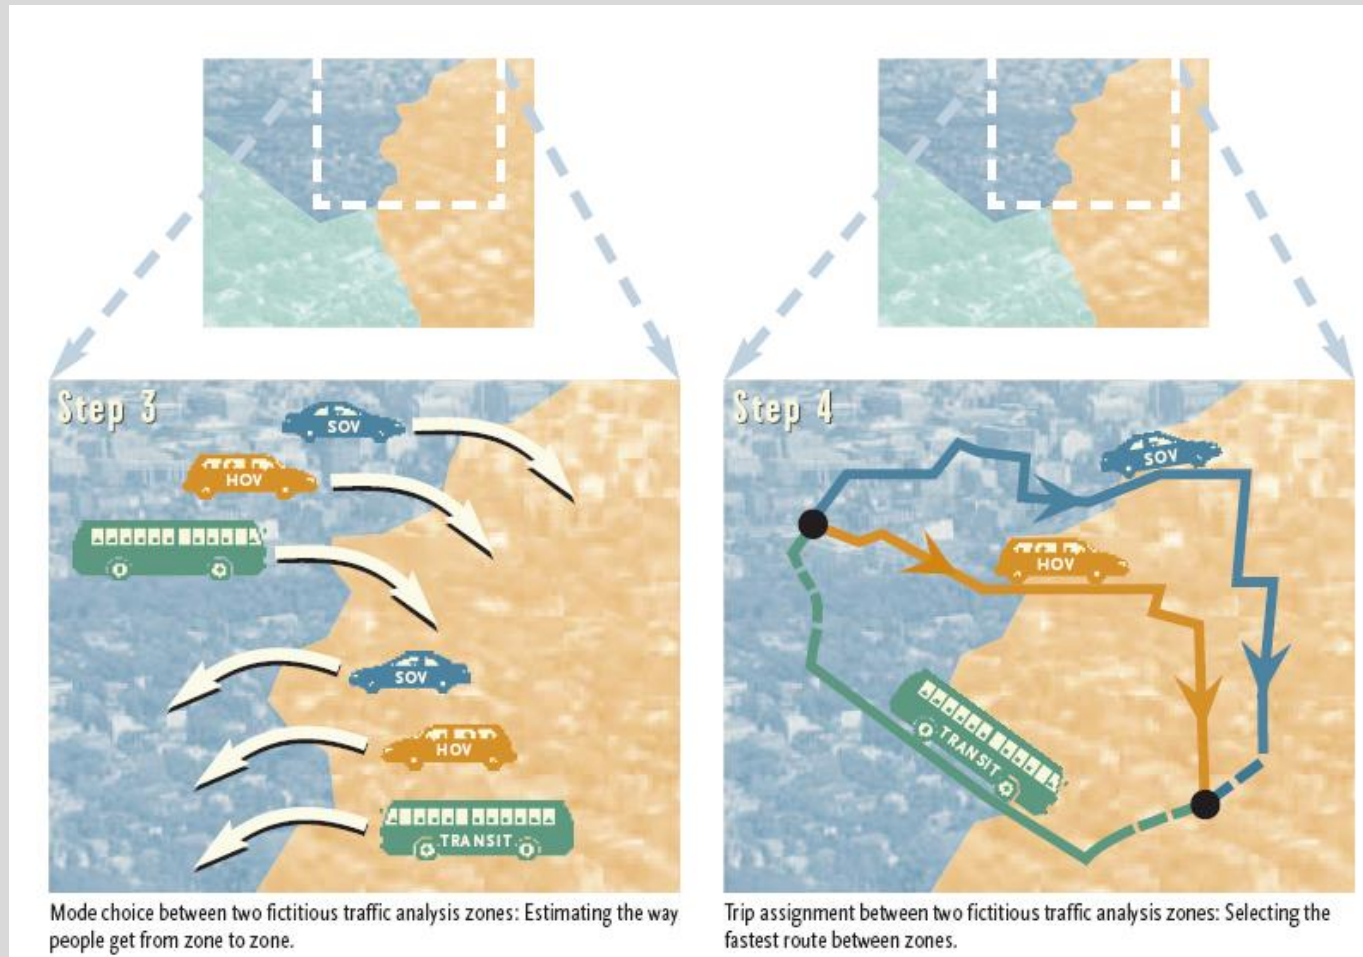 Step 3
SOV
HOV
SOV
HOV
TRANSIT
Mode choice between two fictitious traffic analysis zones: Estimating the way
people get from zone to zone.
Step 4
SOV
HOV
TRANSIT
Trip assignment between two fictitious traffic analysis zones: Selecting the
fastest route between zones.